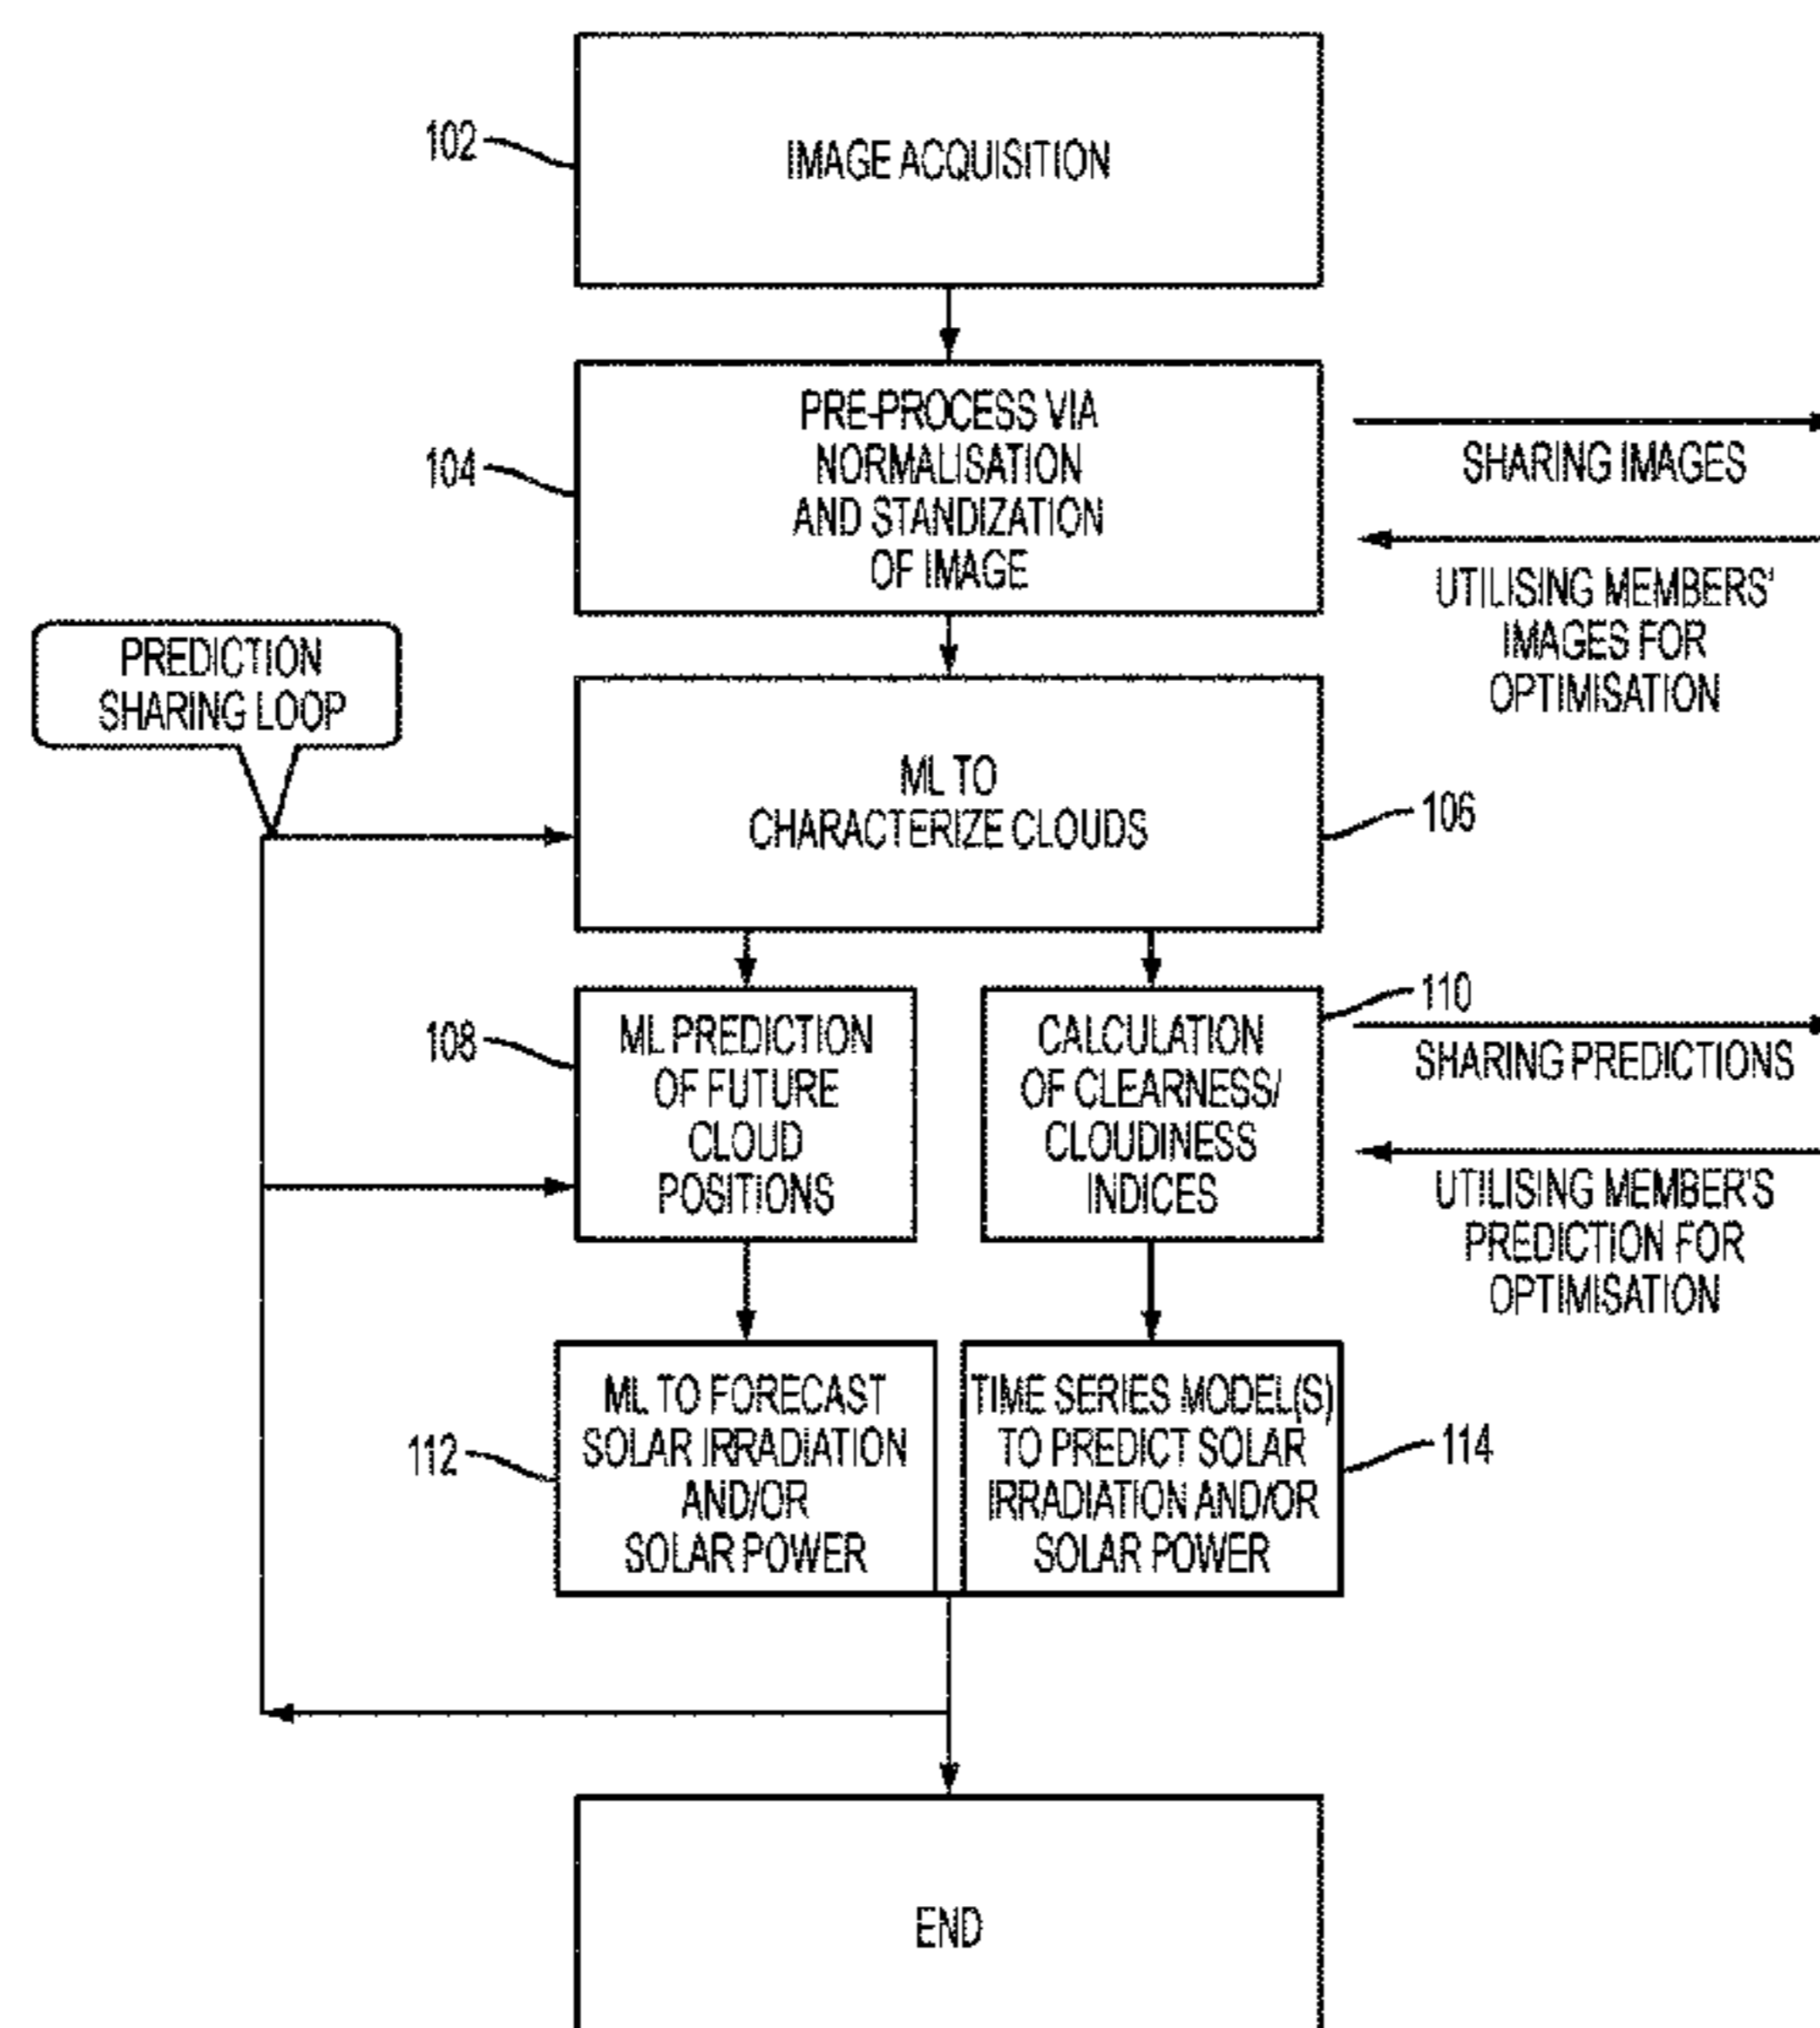 102
IMAGE ACQUISITION
104
PRE-PROCESS VIA
NORMALISATION
AND STANDIZATION
OF IMAGE
SHARING IMAGES
UTILISING MEMBERS'
IMAGES FOR
OPTIMISATION
PREDICTION
SHARING LOOP
ML TO
CHARACTERIZE CLOUDS
106
108
ML PREDICTION
OF FUTURE
CLOUD
POSITIONS
CALCULATION
OF CLEARNESS/
CLOUDINESS
INDICES
110
SHARING PREDICTIONS
UTILISING MEMBER'S
PREDICTION FOR
OPTIMISATION
112
ML TO FORECAST
SOLAR IRRADIATION
AND/OR
SOLAR POWER
TIME SERIES MODEL(S)
TO PREDICT SOLAR
IRRADIATION AND/OR
SOLAR POWER
114
END